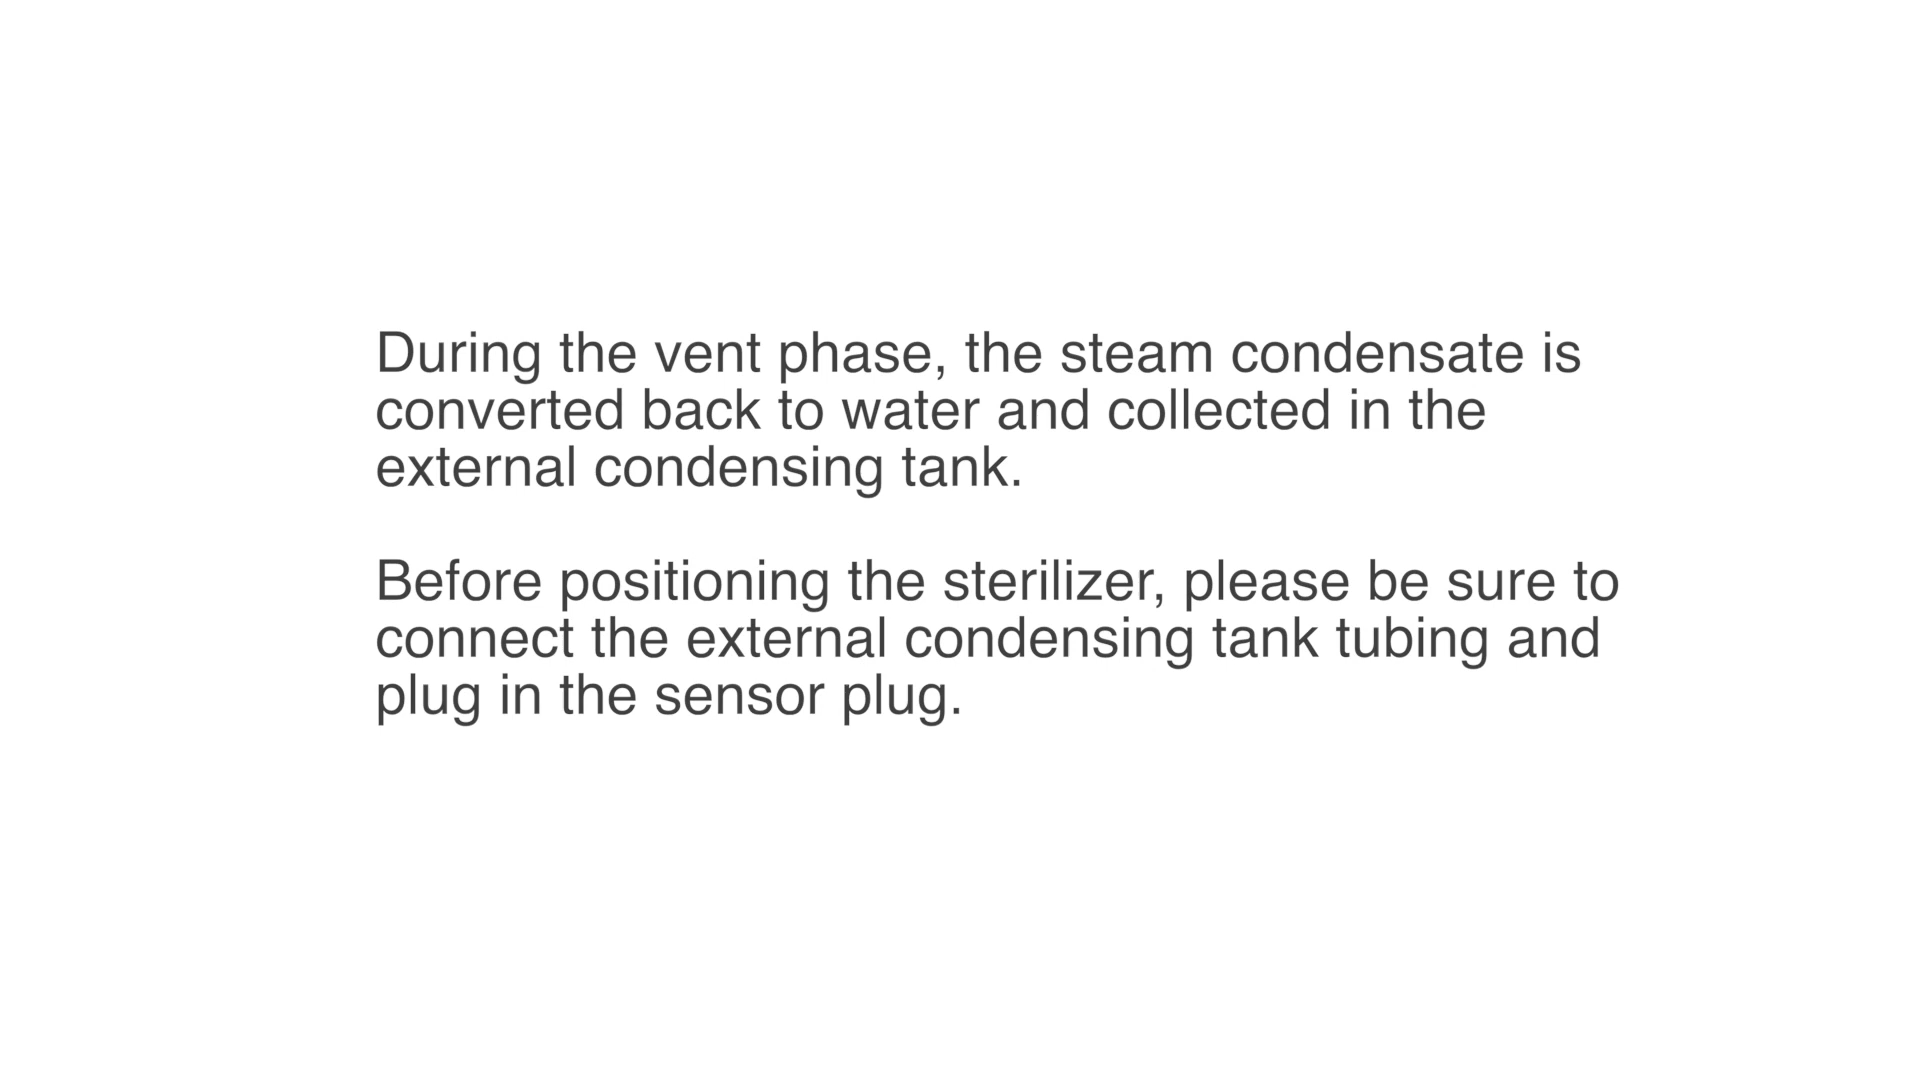 During the vent phase, the steam condensate is
converted back to water and collected in the
external condensing tank.
Before positioning the sterilizer, please be sure to
connect the external condensing tank tubing and
plug in the sensor plug.